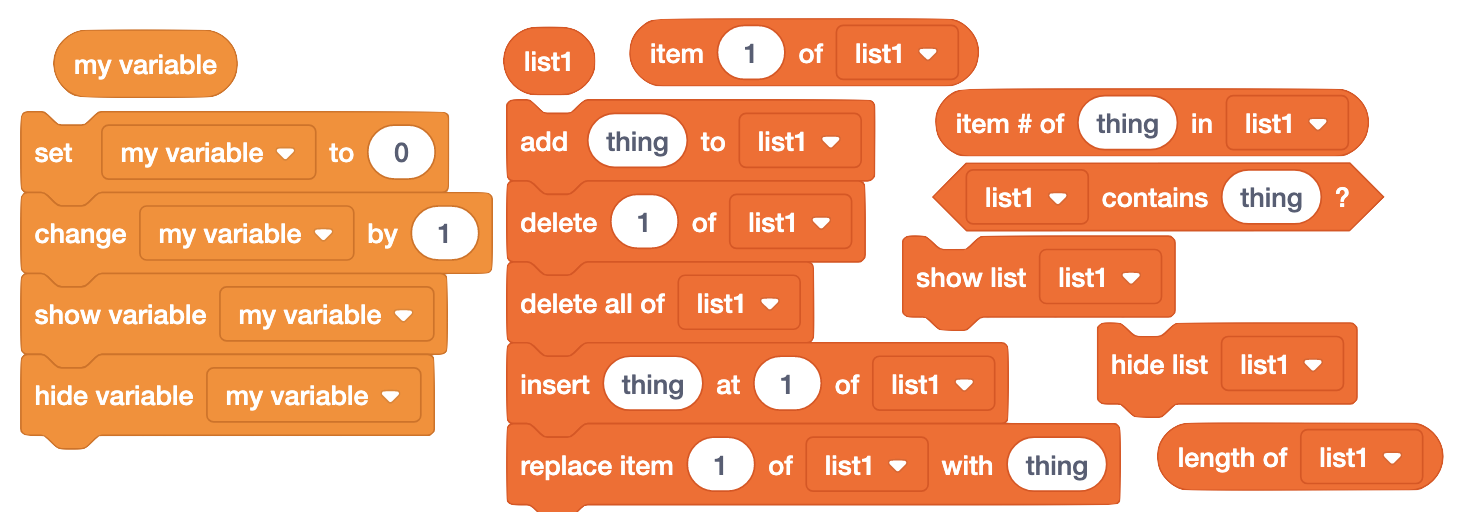 my variable
set my variable to 0
change my variable by 1
show variable my variable
hide variable my variable
list1
item 1 of list1
add thing to list1
delete 1 of list1
delete all of list1
insert thing at 1 of list1
replace item 1 of list1 with thing
item # of thing in list1
list1 contains thing ?
show list list1
hide list list1
length of list1